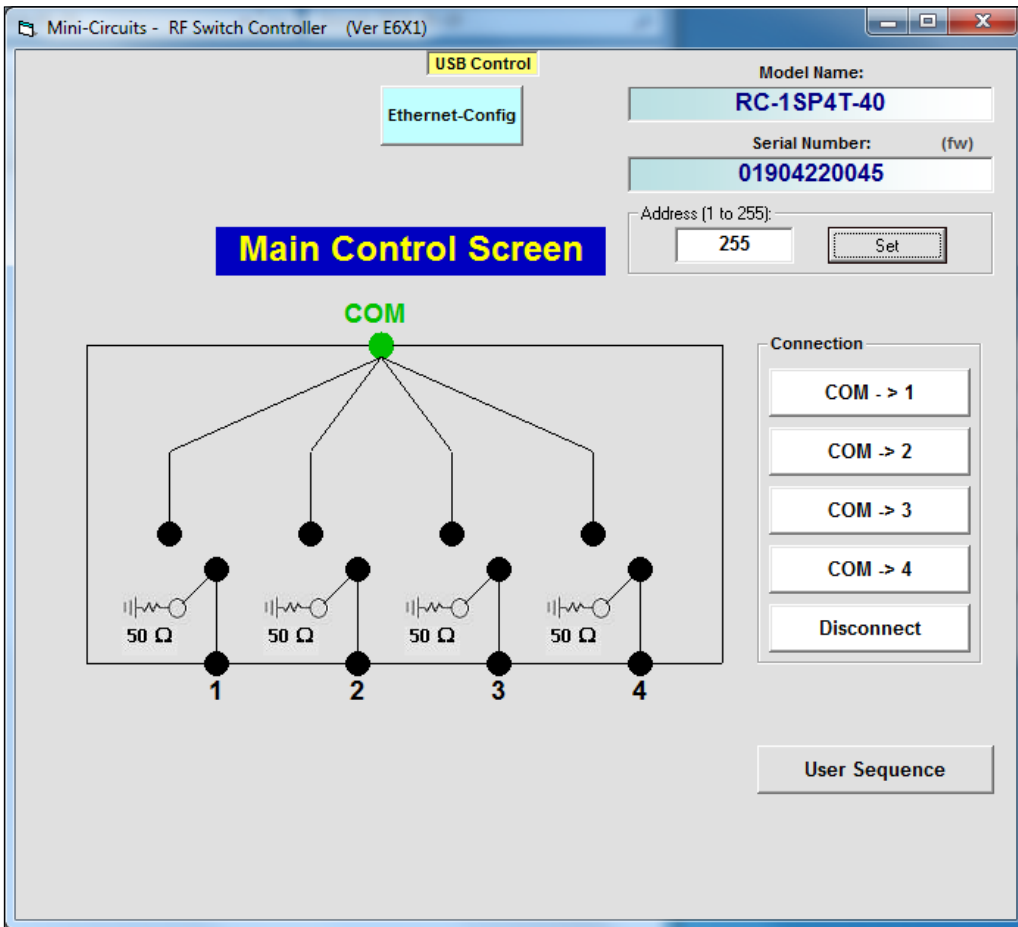 Mini-Circuits - RF Switch Controller (Ver E6X1)
USB Control
Ethernet-Config
Model Name:
RC-1SP4T-40
Serial Number: (fw)
01904220045
Address (1 to 255):
255 Set
Main Control Screen
COM
Connection
COM - > 1
COM -> 2
COM -> 3
COM -> 4
Disconnect
50 Ω 50 Ω 50 Ω 50 Ω
1 2 3 4
User Sequence